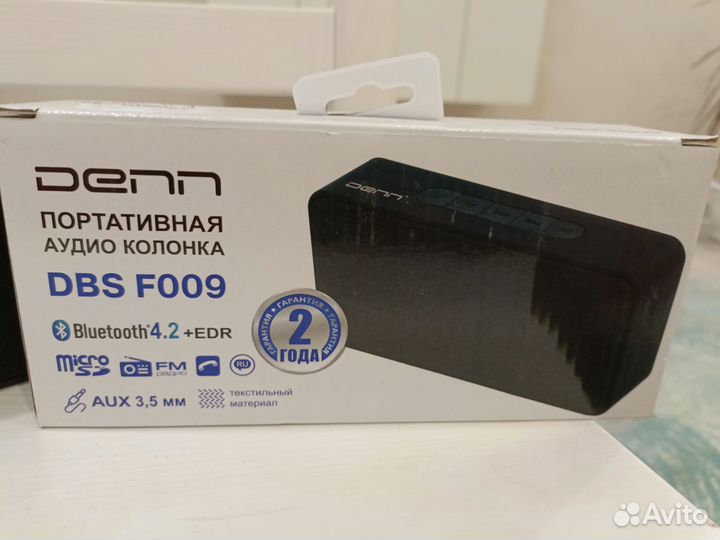 DENN
ПОРТАТИВНАЯ
АУДИО КОЛОНКА
DBS F009
Bluetooth 4.2 +EDR
micro SD FM радио RU
AUX 3,5 мм текстильный материал
ГАРАНТИЯ ГАРАНТИЯ ГАРАНТИЯ
2
ГОДА
DENN
Avito